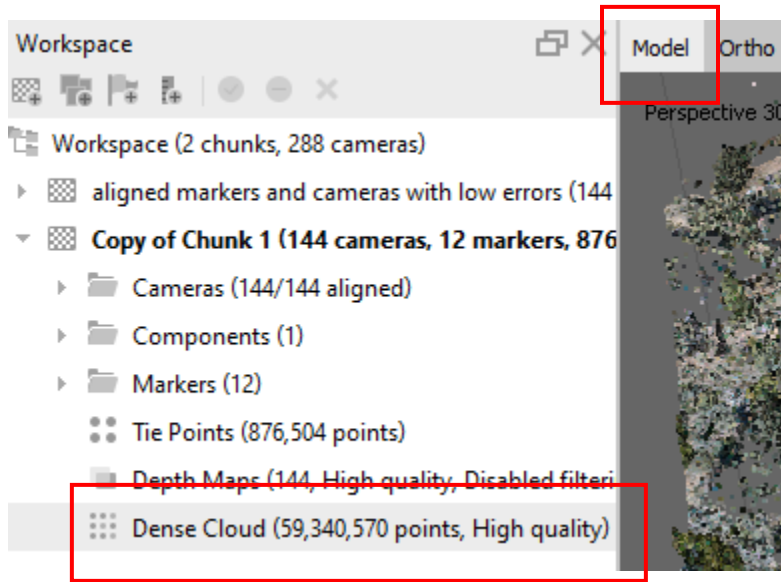 Workspace
Model
Ortho
Perspective 30
Workspace (2 chunks, 288 cameras)
aligned markers and cameras with low errors (144
Copy of Chunk 1 (144 cameras, 12 markers, 876
Cameras (144/144 aligned)
Components (1)
Markers (12)
Tie Points (876,504 points)
Depth Maps (144, High quality, Disabled filteri
Dense Cloud (59,340,570 points, High quality)